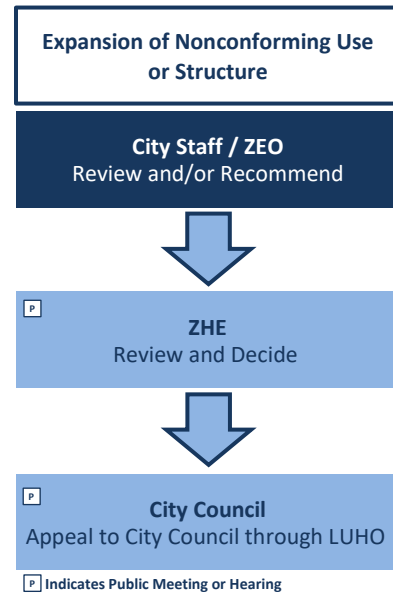 Expansion of Nonconforming Use
or Structure
City Staff / ZEO
Review and/or Recommend
P
ZHE
Review and Decide
P
City Council
Appeal to City Council through LUHO
P Indicates Public Meeting or Hearing